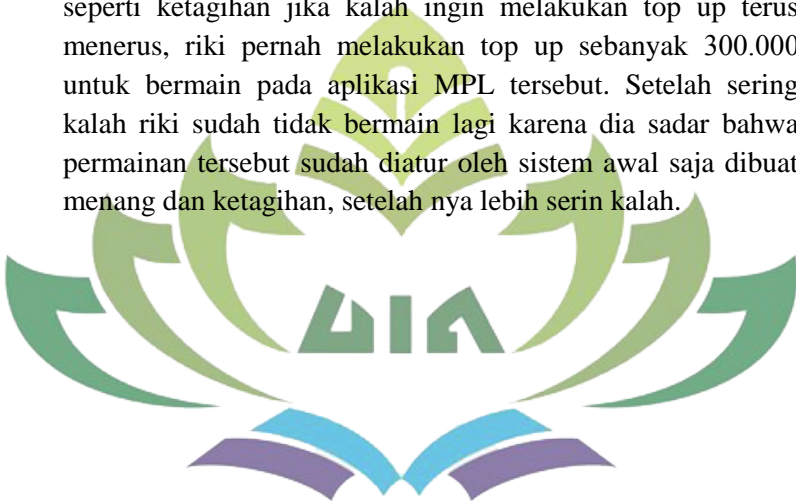 seperti ketagihan jika kalah ingin melakukan top up terus
menerus, riki pernah melakukan top up sebanyak 300.000
untuk bermain pada aplikasi MPL tersebut. Setelah sering
kalah riki sudah tidak bermain lagi karena dia sadar bahwa
permainan tersebut sudah diatur oleh sistem awal saja dibuat
menang dan ketagihan, setelah nya lebih serin kalah.
UIN